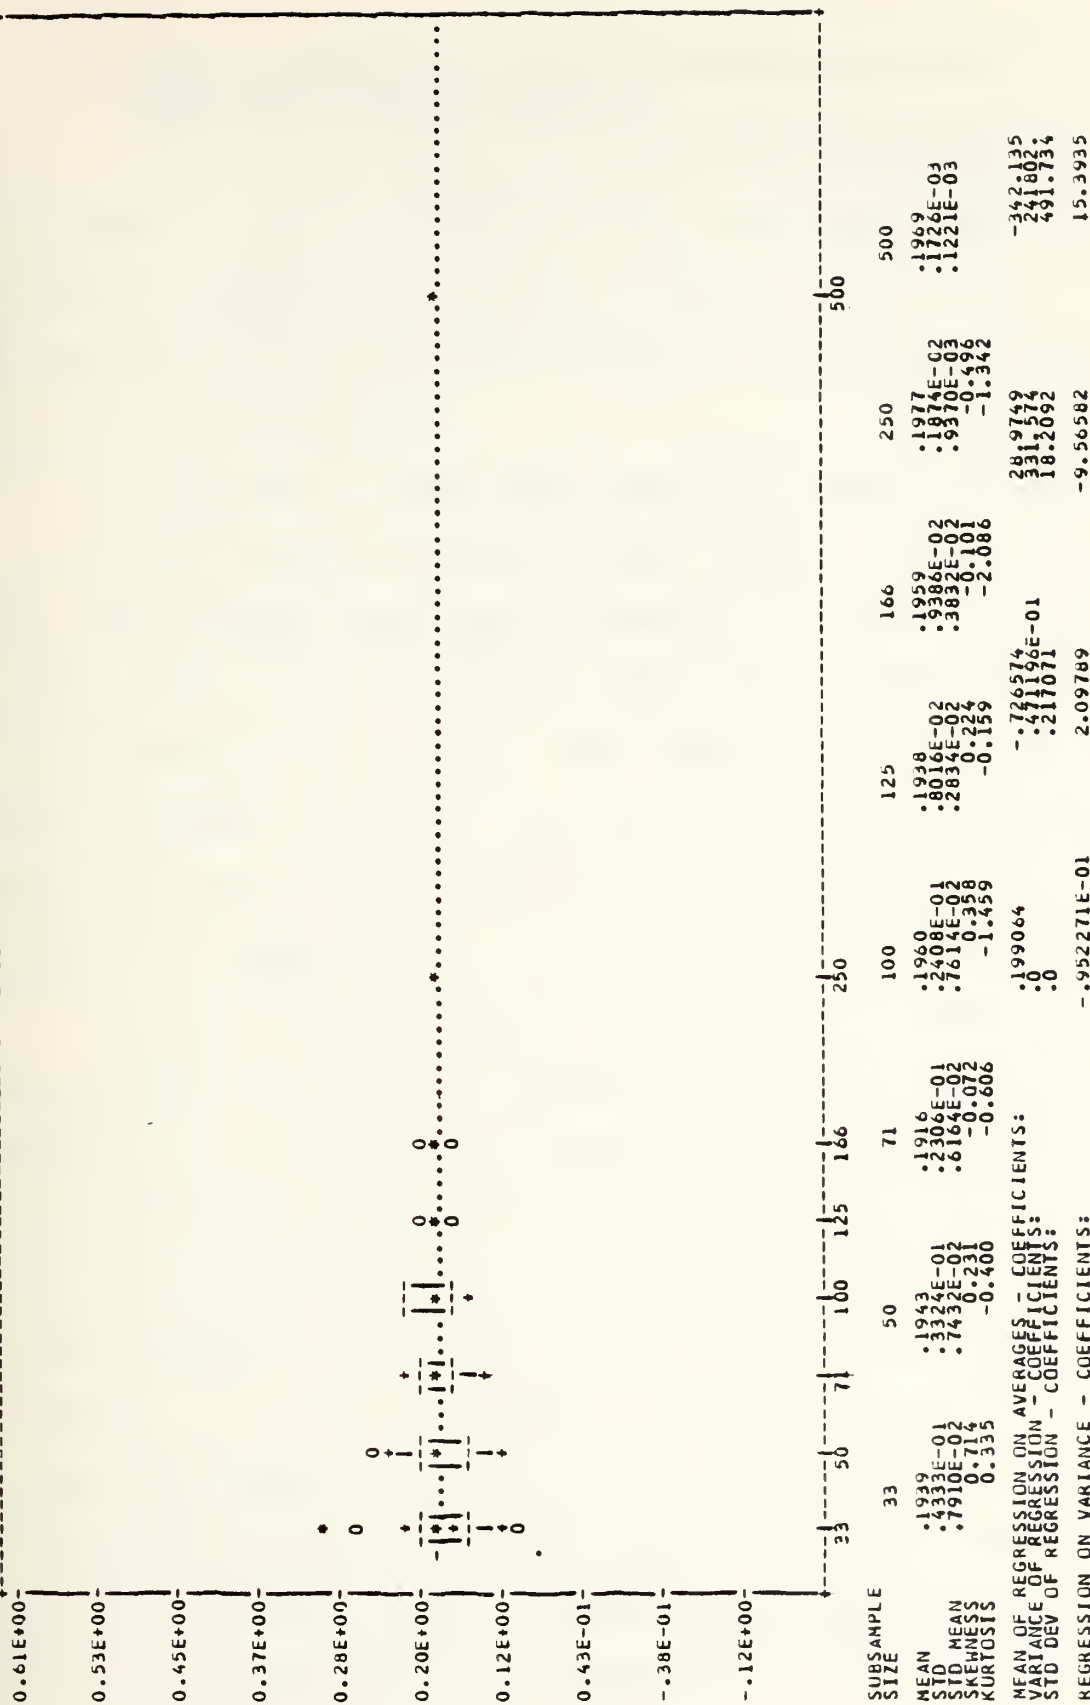 0.61E+00
0.53E+00
0.45E+00
0.37E+00
0.28E+00
0.20E+00
0.12E+00
0.43E-01
-.38E-01
-.12E+00
33 50 71 100 125 166 250 500
SUBSAMPLE
SIZE 33 50 71 100 125 166 250 500
MEAN .1939 .1943 .1916 .1960 .1938 .1959 .1977 .1969
STD .4333E-01 .3324E-01 .2306E-01 .2408E-01 .8016E-02 .9386E-02 .1874E-02 .1726E-03
STD MEAN .7910E-02 .7432E-02 .6164E-02 .7614E-02 .2834E-02 .3832E-02 .9370E-03 .1221E-03
SKEWNESS 0.714 0.231 -0.072 0.358 0.224 -0.101 -0.496
KURTOSIS 0.335 -0.400 -0.606 -1.459 -0.159 -2.086 -1.342
MEAN OF REGRESSION ON AVERAGES - COEFFICIENTS: .199064 -.726574 28.9749 -342.135
VARIANCE OF REGRESSION - COEFFICIENTS: .0 .471196E-01 331.574 241802.
STD DEV OF REGRESSION - COEFFICIENTS: .0 .217071 18.2092 491.734
REGRESSION ON VARIANCE - COEFFICIENTS: -.952271E-01 2.09789 -9.56582 15.3935